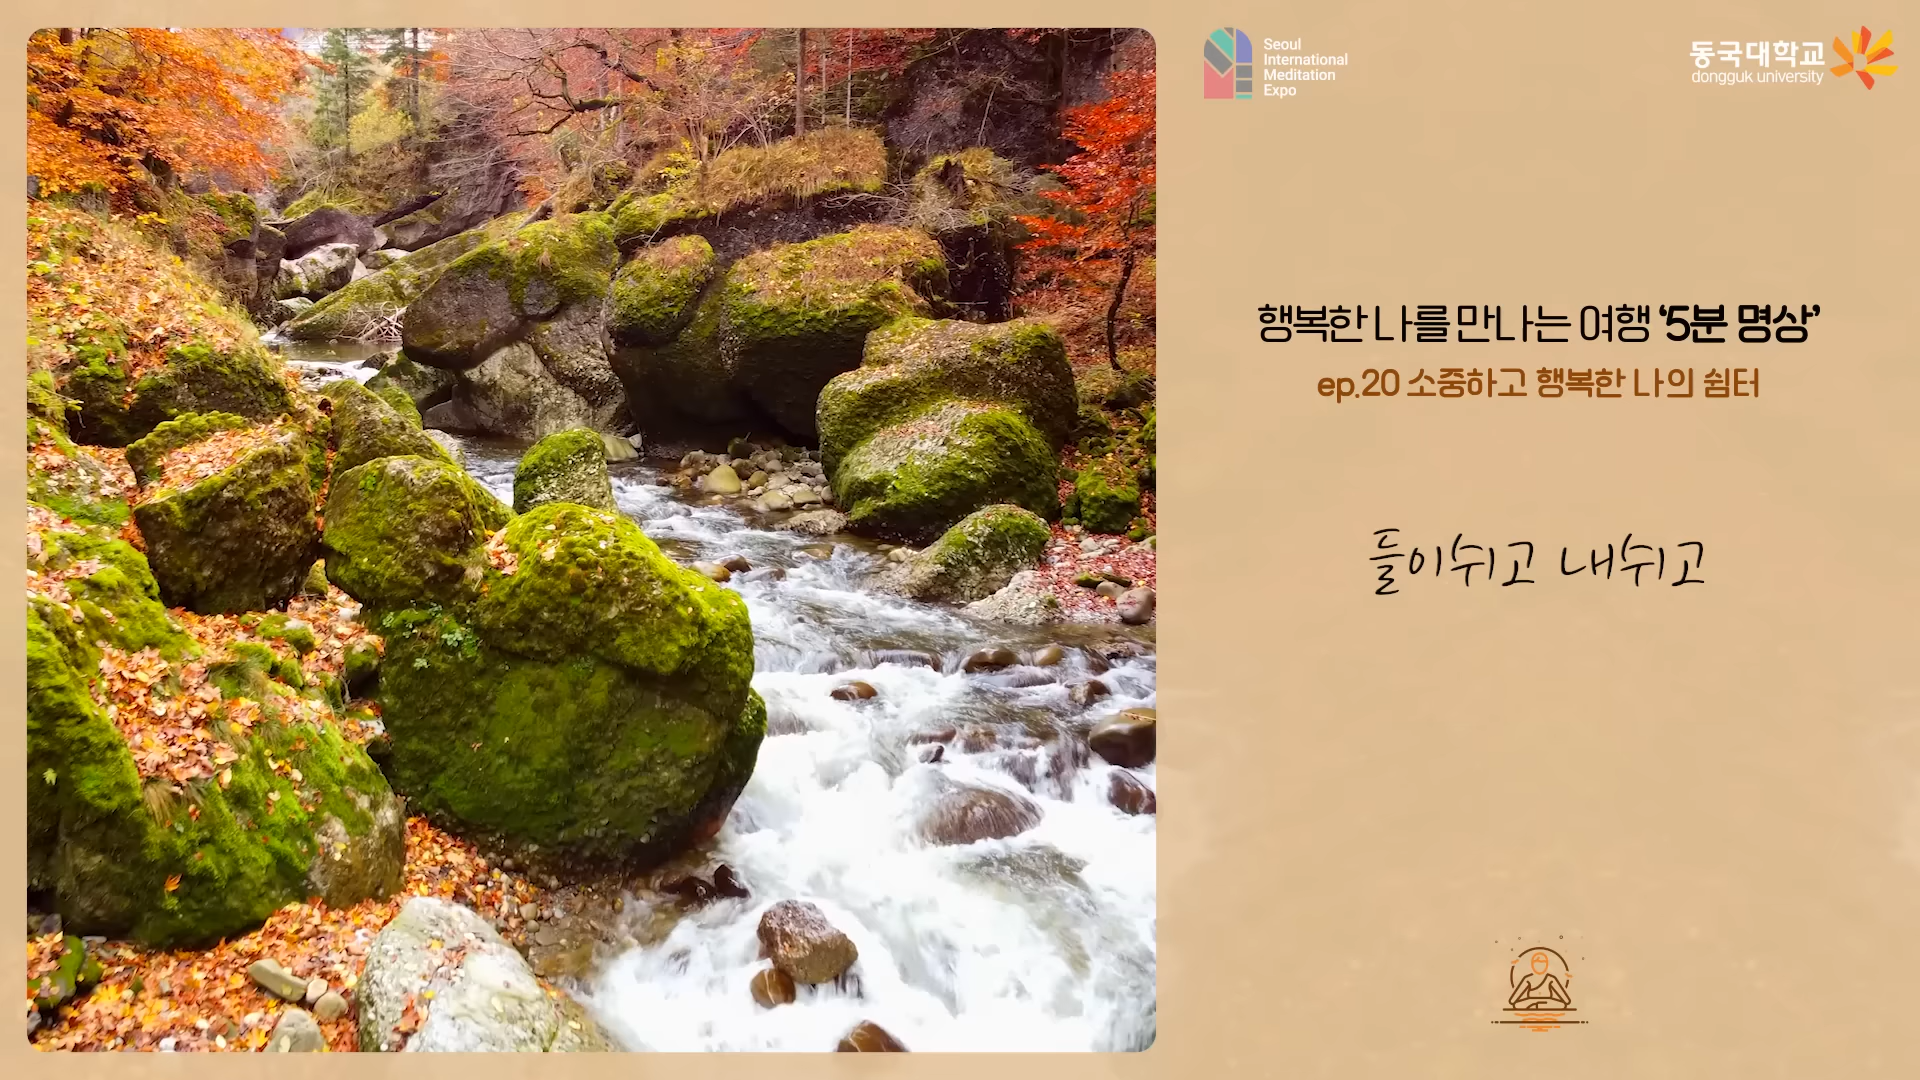 Seoul
International
Meditation
Expo
동국대학교
dongguk university
행복한 나를 만나는 여행 ‘5분 명상’
ep.20 소중하고 행복한 나의 쉼터
들이쉬고 내쉬고